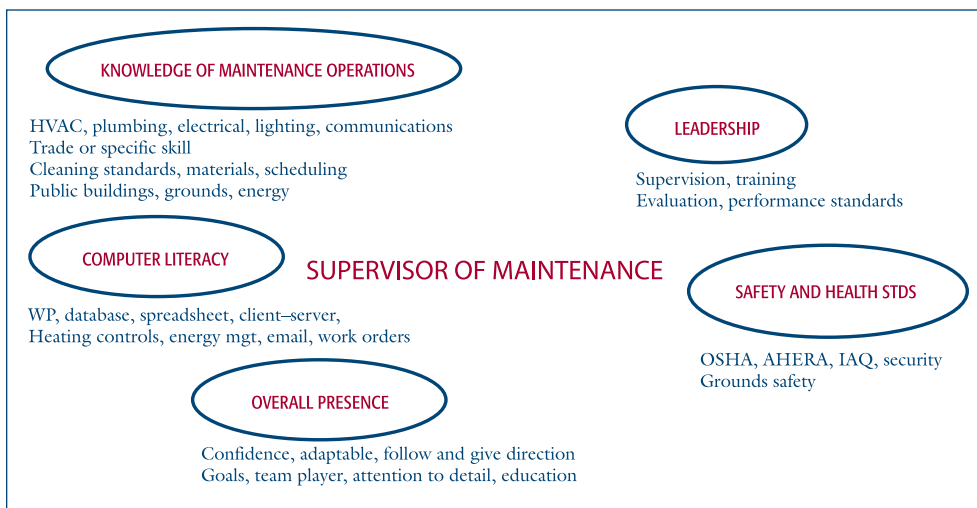 KNOWLEDGE OF MAINTENANCE OPERATIONS
HVAC, plumbing, electrical, lighting, communications
Trade or specific skill
Cleaning standards, materials, scheduling
Public buildings, grounds, energy
LEADERSHIP
Supervision, training
Evaluation, performance standards
COMPUTER LITERACY
WP, database, spreadsheet, client–server,
Heating controls, energy mgt, email, work orders
SUPERVISOR OF MAINTENANCE
SAFETY AND HEALTH STDS
OSHA, AHERA, IAQ, security
Grounds safety
OVERALL PRESENCE
Confidence, adaptable, follow and give direction
Goals, team player, attention to detail, education